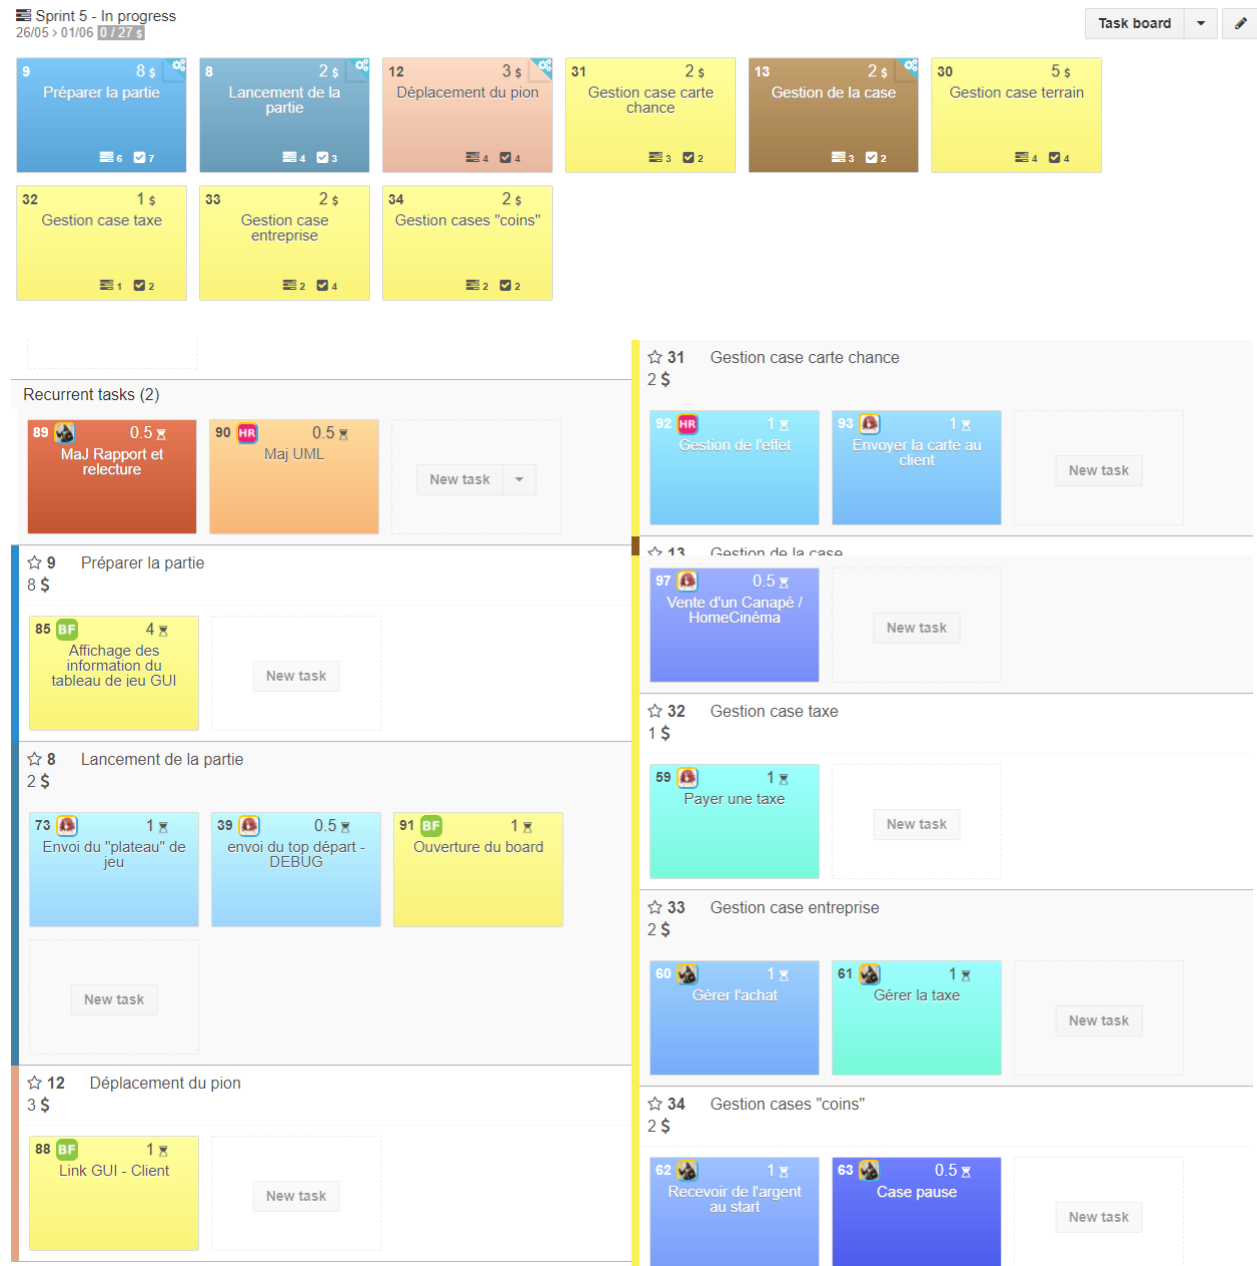 Sprint 5 - In progress
26/05 > 01/06 0 / 27 $
Task board
9 8 $
Préparer la partie
6 7
8 2 $
Lancement de la
partie
4 3
12 3 $
Déplacement du pion
4 4
31 2 $
Gestion case carte
chance
3 2
13 2 $
Gestion de la case
3 2
30 5 $
Gestion case terrain
4 4
32 1 $
Gestion case taxe
1 2
33 2 $
Gestion case
entreprise
2 4
34 2 $
Gestion cases "coins"
2 2
Recurrent tasks (2)
89 0.5
MaJ Rapport et
relecture
90 HR 0.5
Maj UML
New task
9 Préparer la partie
8 $
85 BF 4
Affichage des
information du
tableau de jeu GUI
New task
8 Lancement de la partie
2 $
73 1
Envoi du "plateau" de
jeu
39 0.5
envoi du top départ -
DEBUG
91 BF 1
Ouverture du board
New task
12 Déplacement du pion
3 $
88 BF 1
Link GUI - Client
New task
31 Gestion case carte chance
2 $
92 HR 1
Gestion de l'effet
93 1
Envoyer la carte au
client
New task
13 Gestion de la case
97 0.5
Vente d'un Canapé /
HomeCinéma
New task
32 Gestion case taxe
1 $
59 1
Payer une taxe
New task
33 Gestion case entreprise
2 $
60 1
Gérer l'achat
61 1
Gérer la taxe
New task
34 Gestion cases "coins"
2 $
62 1
Recevoir de l'argent
au start
63 0.5
Case pause
New task